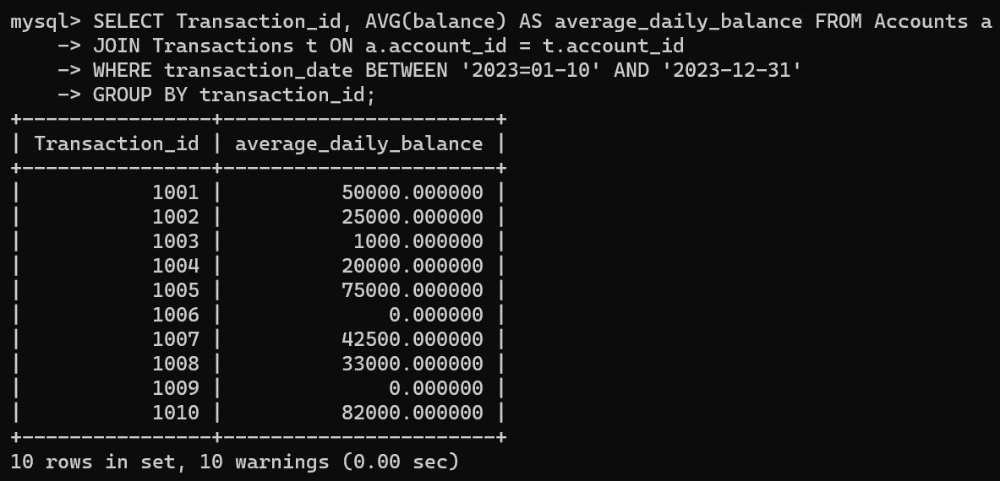 mysql> SELECT Transaction_id, AVG(balance) AS average_daily_balance FROM Accounts a
    -> JOIN Transactions t ON a.account_id = t.account_id
    -> WHERE transaction_date BETWEEN '2023=01-10' AND '2023-12-31'
    -> GROUP BY transaction_id;
+----------------+-----------------------+
| Transaction_id | average_daily_balance |
+----------------+-----------------------+
|           1001 |          50000.000000 |
|           1002 |          25000.000000 |
|           1003 |           1000.000000 |
|           1004 |          20000.000000 |
|           1005 |          75000.000000 |
|           1006 |              0.000000 |
|           1007 |          42500.000000 |
|           1008 |          33000.000000 |
|           1009 |              0.000000 |
|           1010 |          82000.000000 |
+----------------+-----------------------+
10 rows in set, 10 warnings (0.00 sec)